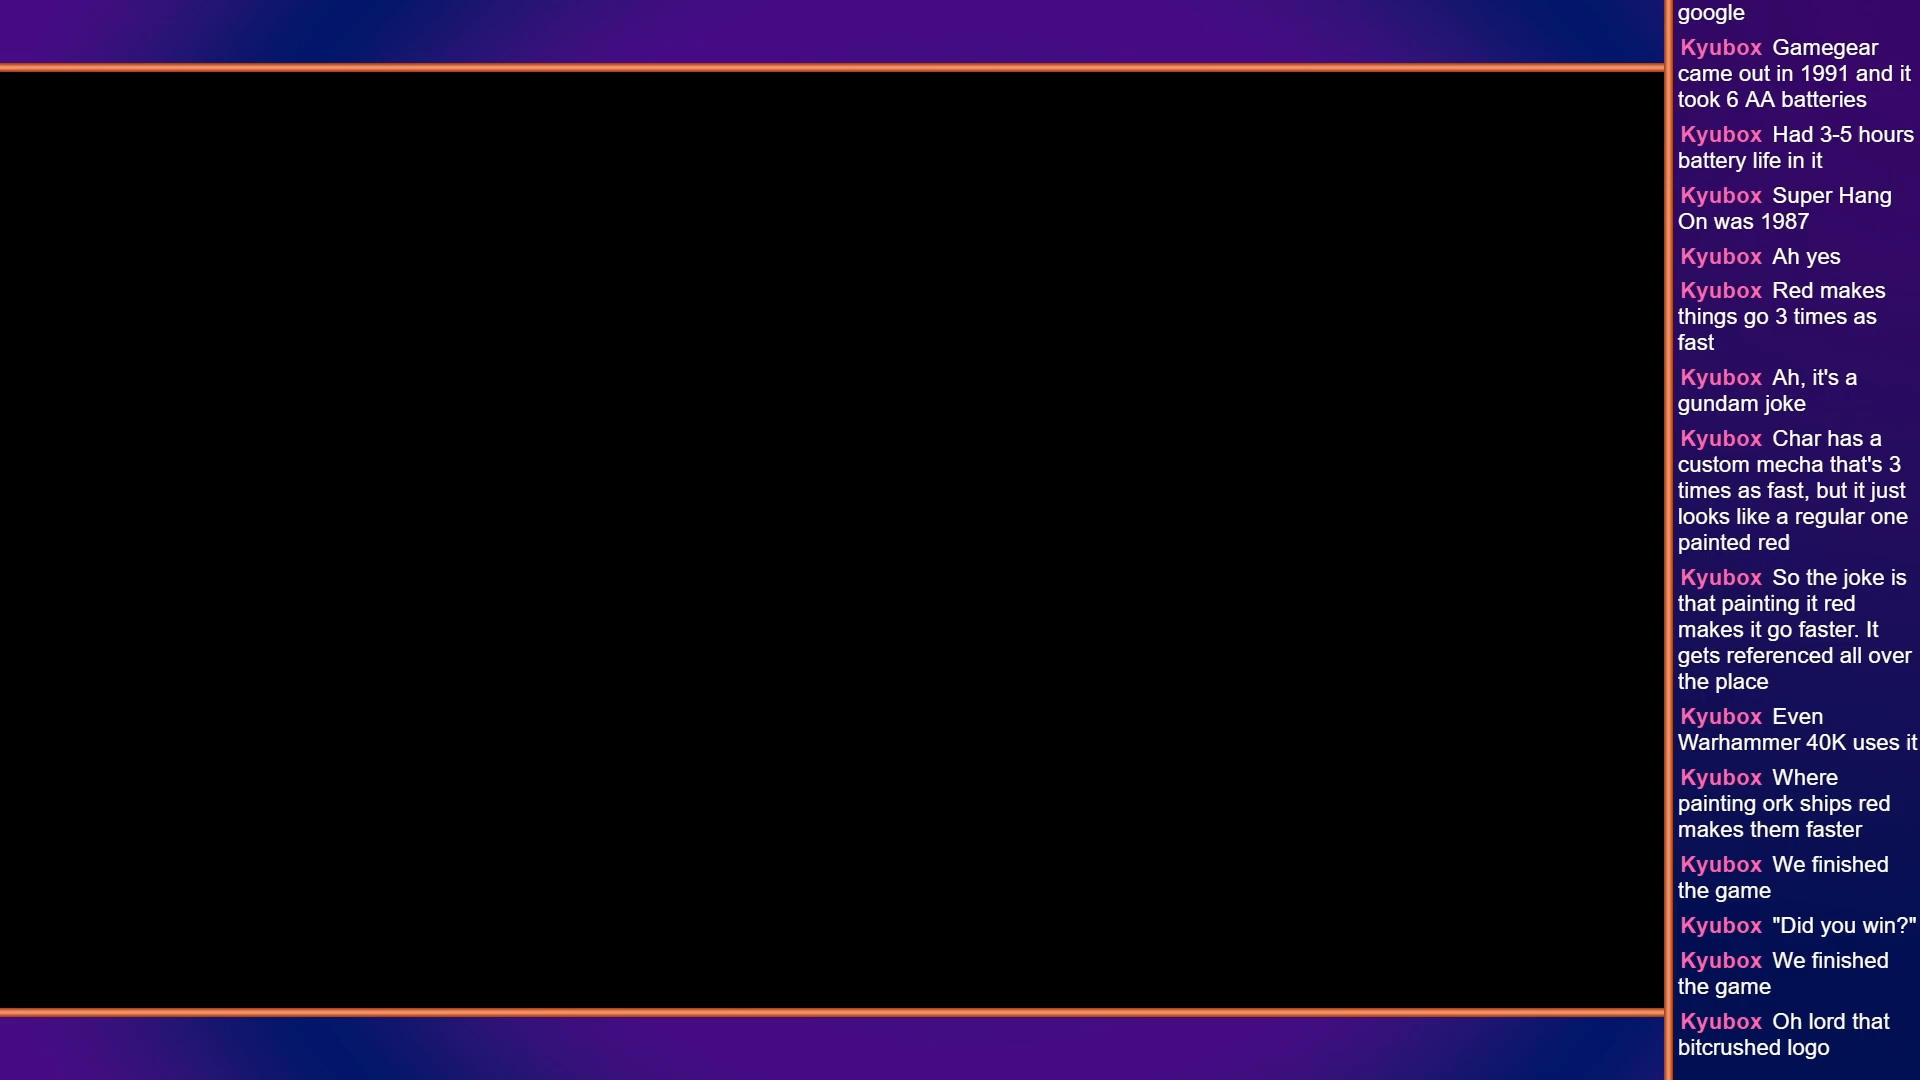 google
Kyubox Gamegear
came out in 1991 and it
took 6 AA batteries
Kyubox Had 3-5 hours
battery life in it
Kyubox Super Hang
On was 1987
Kyubox Ah yes
Kyubox Red makes
things go 3 times as
fast
Kyubox Ah, it's a
gundam joke
Kyubox Char has a
custom mecha that's 3
times as fast, but it just
looks like a regular one
painted red
Kyubox So the joke is
that painting it red
makes it go faster. It
gets referenced all over
the place
Kyubox Even
Warhammer 40K uses it
Kyubox Where
painting ork ships red
makes them faster
Kyubox We finished
the game
Kyubox "Did you win?"
Kyubox We finished
the game
Kyubox Oh lord that
bitcrushed logo